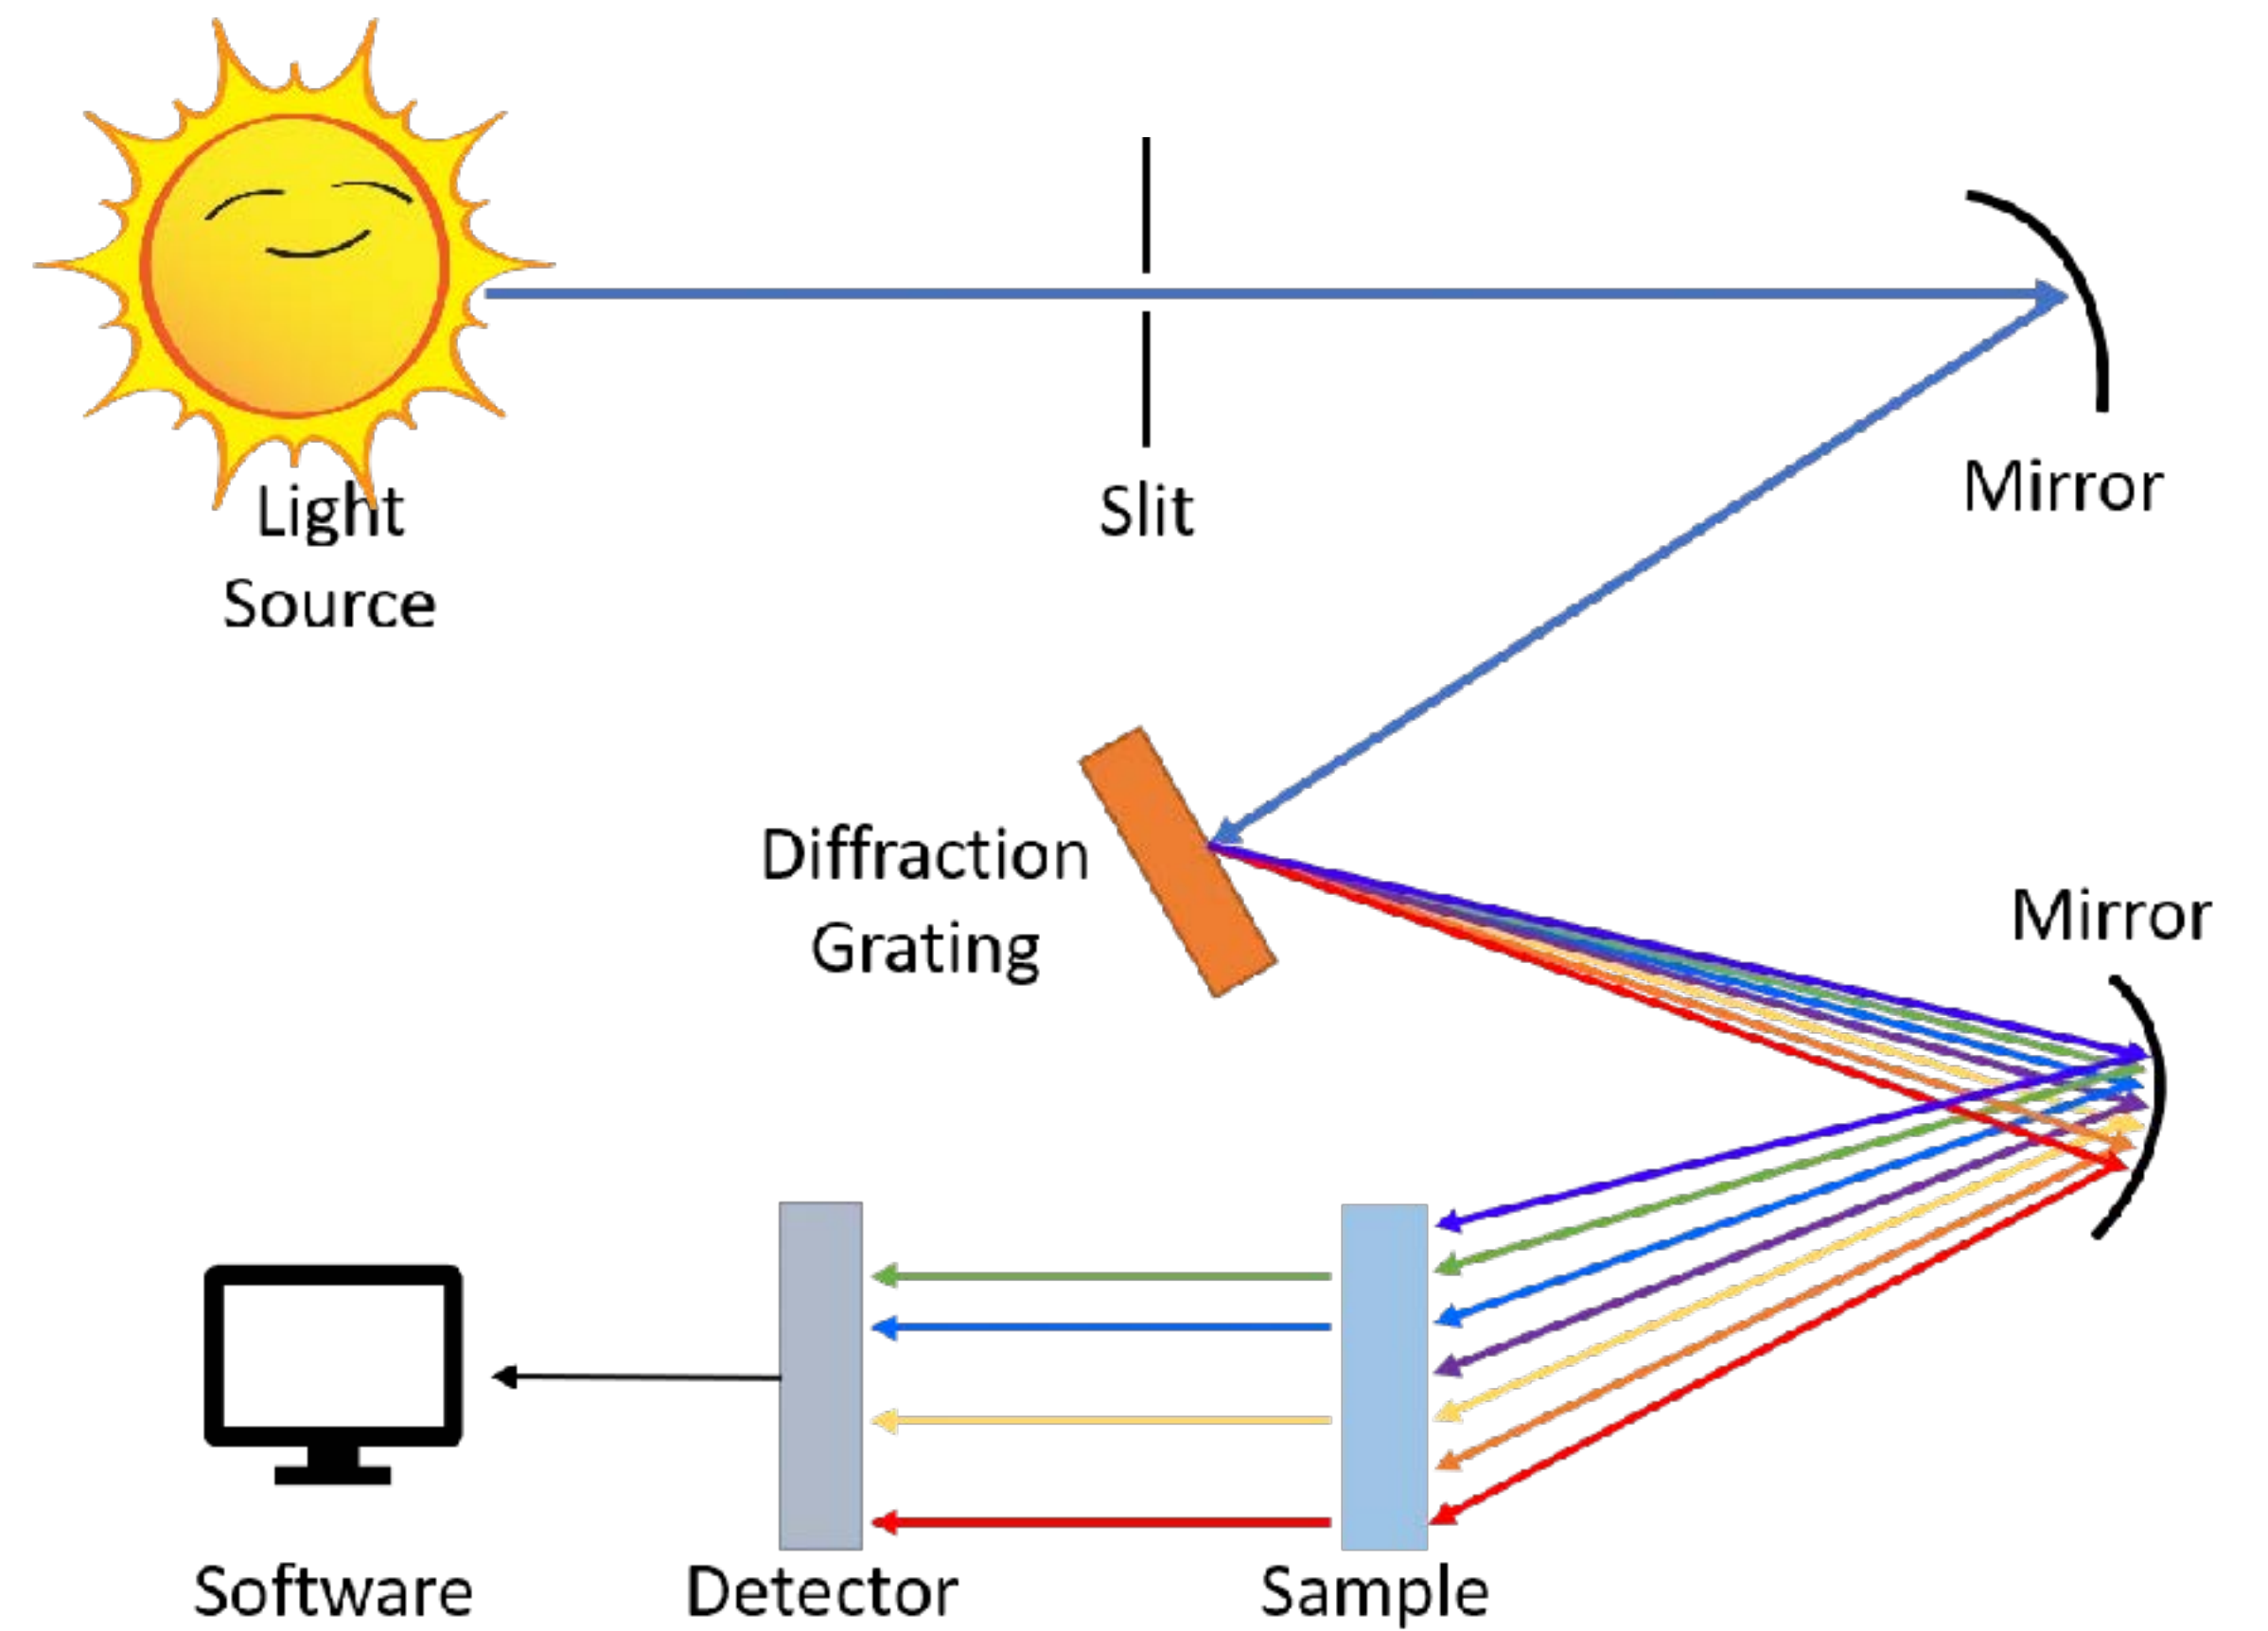 Light
Source
Slit
Mirror
Diffraction
Grating
Mirror
Software
Detector
Sample